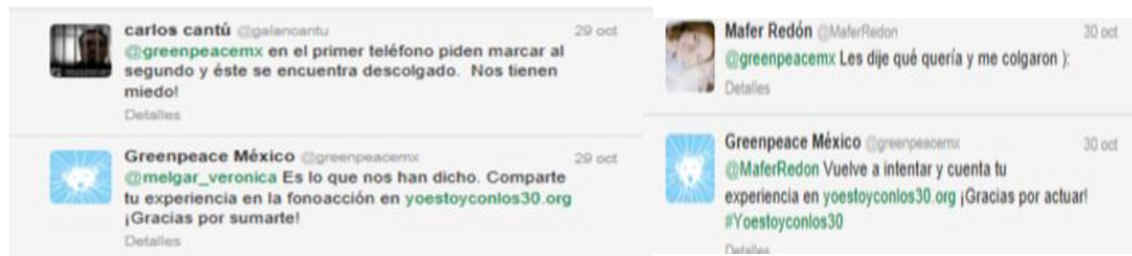 carlos cantú @galancantu 29 oct
@greenpeacemx en el primer teléfono piden marcar al
segundo y éste se encuentra descolgado. Nos tienen
miedo!
Detalles
Greenpeace México @greenpeacemx 29 oct
@melgar_veronica Es lo que nos han dicho. Comparte
tu experiencia en la fonoacción en yoestoyconlos30.org
¡Gracias por sumarte!
Detalles
Mafer Redón @MaferRedon 30 oct
@greenpeacemx Les dije qué quería y me colgaron ):
Detalles
Greenpeace México @greenpeacemx 30 oct
@MaferRedon Vuelve a intentar y cuenta tu
experiencia en yoestoyconlos30.org ¡Gracias por actuar!
#Yoestoyconlos30
Detalles